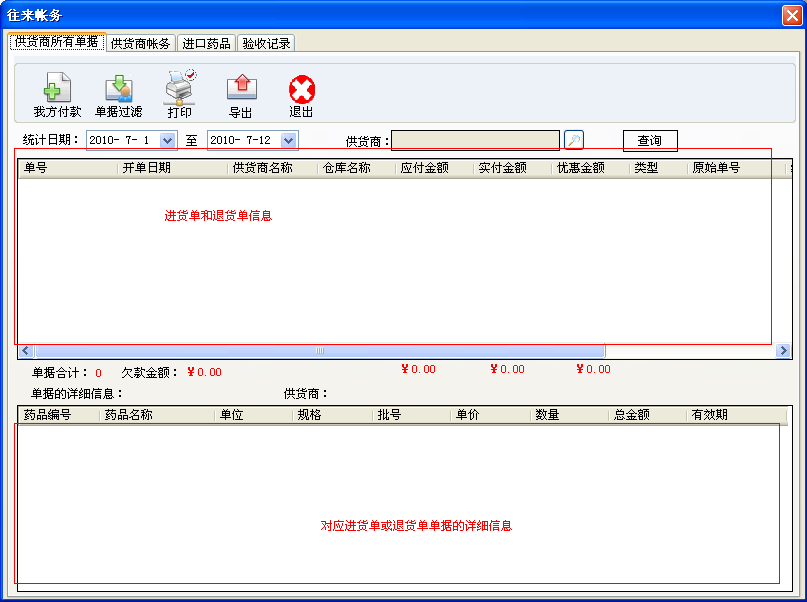 往来帐务
供货商所有单据 供货商帐务 进口药品 验收记录
我方付款 单据过滤 打印 导出 退出
统计日期： 2010- 7- 1 至 2010- 7-12 供货商： 查询
单号 开单日期 供货商名称 仓库名称 应付金额 实付金额 优惠金额 类型 原始单号
进货单和退货单信息
单据合计： 0 欠款金额： ￥0.00 ￥0.00 ￥0.00 ￥0.00
单据的详细信息： 供货商：
药品编号 药品名称 单位 规格 批号 单价 数量 总金额 有效期
对应进货单或退货单单据的详细信息